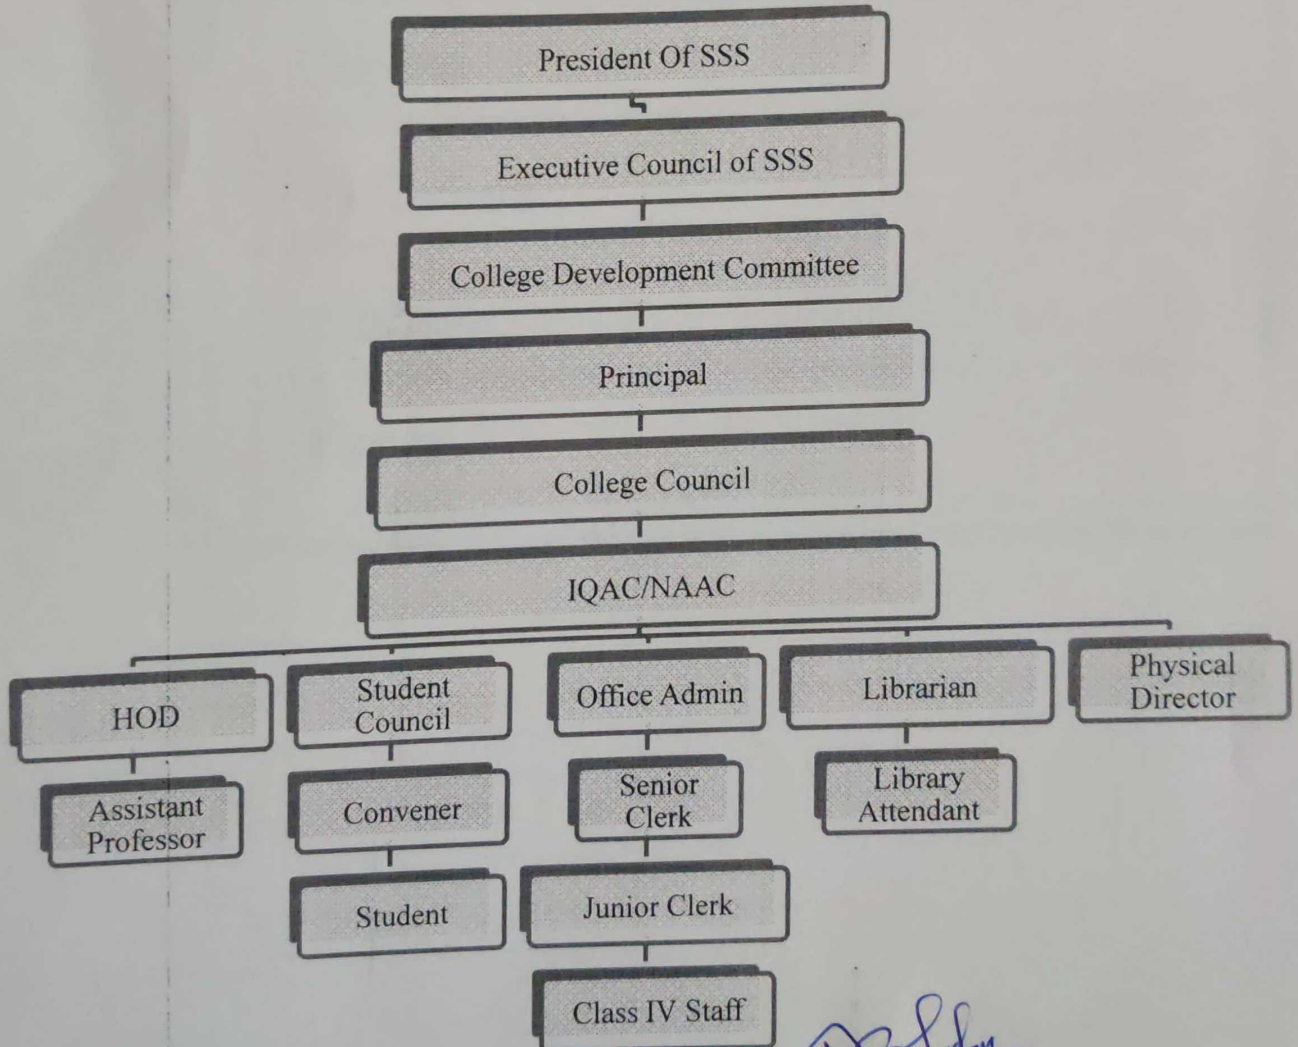 President Of SSS
Executive Council of SSS
College Development Committee
Principal
College Council
IQAC/NAAC
HOD
Student
Council
Office Admin
Librarian
Physical
Director
Assistant
Professor
Convener
Senior
Clerk
Library
Attendant
Student
Junior Clerk
Class IV Staff